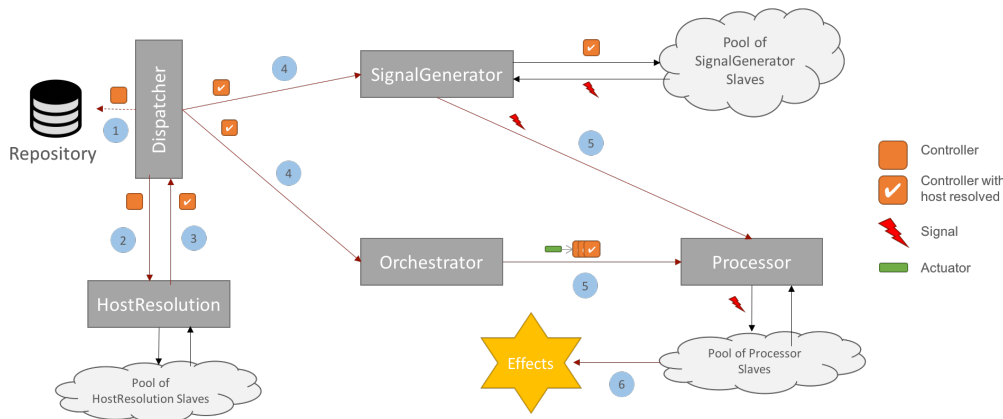 Dispatcher
Repository
1
2
3
HostResolution
Pool of
HostResolution Slaves
4
4
SignalGenerator
Pool of
SignalGenerator
Slaves
5
Orchestrator
5
Processor
Pool of Processor
Slaves
6
Effects
Controller
Controller with
host resolved
Signal
Actuator